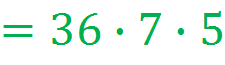 = 36 · 7 · 5